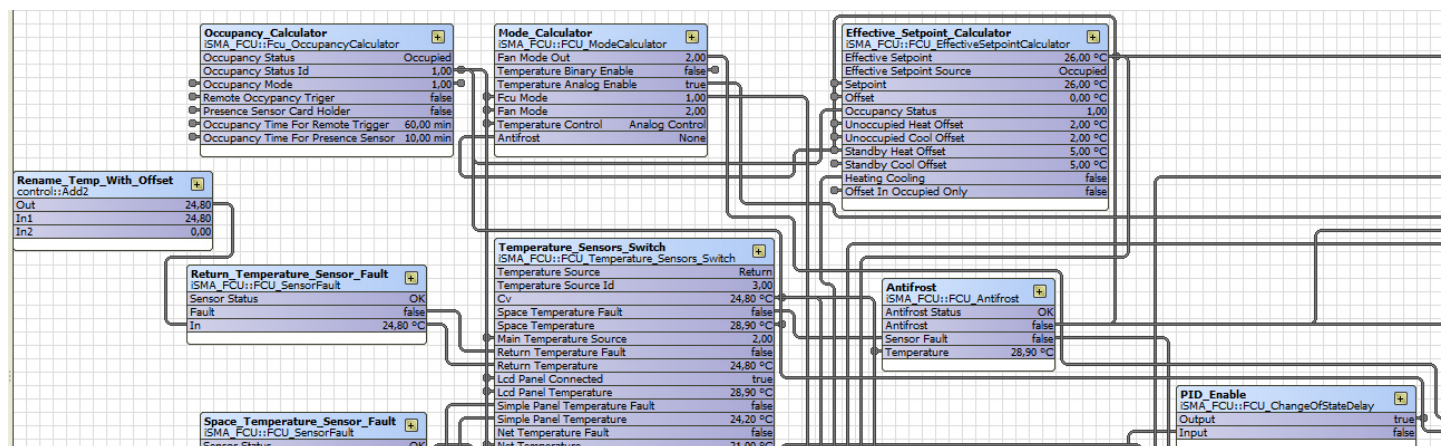 Occupancy_Calculator
iSMA_FCU::Fcu_OccupancyCalculator
Occupancy Status Occupied
Occupancy Status Id 1,00
Occupancy Mode 1,00
Remote Occypancy Triger false
Presence Sensor Card Holder false
Occupancy Time For Remote Trigger 60,00 min
Occupancy Time For Presence Sensor 10,00 min
Mode_Calculator
iSMA_FCU::FCU_ModeCalculator
Fan Mode Out 2,00
Temperature Binary Enable false
Temperature Analog Enable true
Fcu Mode 1,00
Fan Mode 2,00
Temperature Control Analog Control
Antifrost None
Effective_Setpoint_Calculator
iSMA_FCU::FCU_EffectiveSetpointCalculator
Effective Setpoint 26,00 °C
Effective Setpoint Source Occupied
Setpoint 26,00 °C
Offset 0,00 °C
Occupancy Status 1,00
Unoccupied Heat Offset 2,00 °C
Unoccupied Cool Offset 2,00 °C
Standby Heat Offset 5,00 °C
Standby Cool Offset 5,00 °C
Heating Cooling false
Offset In Occupied Only false
Rename_Temp_With_Offset
control::Add2
Out 24,80
In1 24,80
In2 0,00
Return_Temperature_Sensor_Fault
iSMA_FCU::FCU_SensorFault
Sensor Status OK
Fault false
In 24,80 °C
Temperature_Sensors_Switch
iSMA_FCU::FCU_Temperature_Sensors_Switch
Temperature Source Return
Temperature Source Id 3,00
Cv 24,80 °C
Space Temperature Fault false
Space Temperature 28,90 °C
Main Temperature Source 2,00
Return Temperature Fault false
Return Temperature 24,80 °C
Lcd Panel Connected true
Lcd Panel Temperature 28,90 °C
Simple Panel Temperature Fault false
Simple Panel Temperature 24,20 °C
Net Temperature Fault false
Net Temperature 21,00 °C
Antifrost
iSMA_FCU::FCU_Antifrost
Antifrost Status OK
Antifrost false
Sensor Fault false
Temperature 28,90 °C
PID_Enable
iSMA_FCU::FCU_ChangeOfStateDelay
Output true
Input false
Space_Temperature_Sensor_Fault
iSMA_FCU::FCU_SensorFault
Sensor Status OK